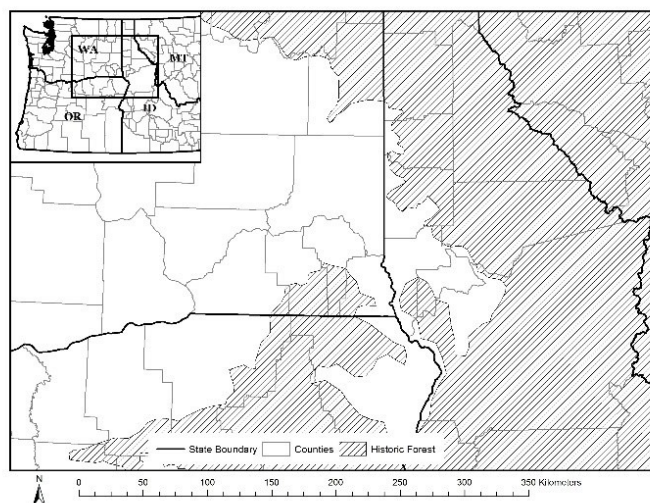 WA
MT
OR
ID
State Boundary Counties Historic Forest
N
0 50 100 150 200 250 300 350 Kilometers